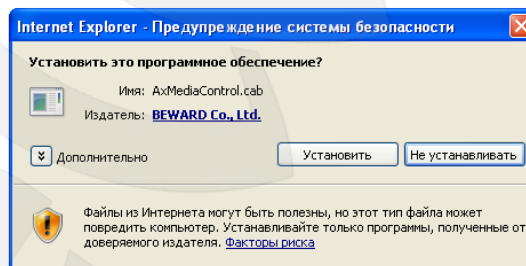 Internet Explorer - Предупреждение системы безопасности
Установить это программное обеспечение?
Имя: AxMediaControl.cab
Издатель: BEWARD Co., Ltd.
Дополнительно
Установить
Не устанавливать
Файлы из Интернета могут быть полезны, но этот тип файла может
повредить компьютер. Устанавливайте только программы, полученные от
доверяемого издателя. Факторы риска